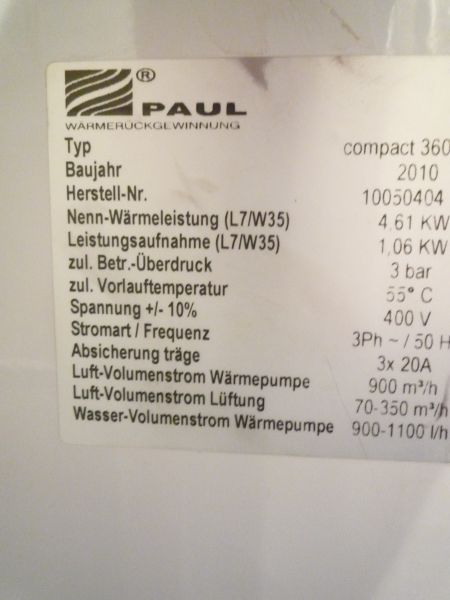 ®
PAUL
WÄRMERÜCKGEWINNUNG
Typ compact 360
Baujahr 2010
Herstell-Nr. 10050404
Nenn-Wärmeleistung (L7/W35) 4,61 KW
Leistungsaufnahme (L7/W35) 1,06 KW
zul. Betr.-Überdruck 3 bar
zul. Vorlauftemperatur 55° C
Spannung +/- 10% 400 V
Stromart / Frequenz 3Ph ~ / 50 H
Absicherung träge 3x 20A
Luft-Volumenstrom Wärmepumpe 900 m³/h
Luft-Volumenstrom Lüftung 70-350 m³/h
Wasser-Volumenstrom Wärmepumpe 900-1100 l/h